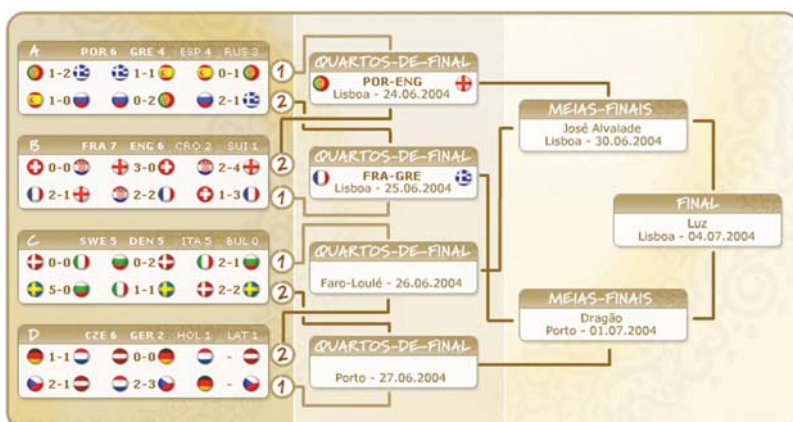 A POR 6 GRE 4 ESP 4 RUS 3
1-2 1-1 0-1
1-0 0-2 2-1
1
2
B FRA 7 ENG 6 CRO 2 SUI 1
0-0 3-0 2-4
2-1 2-2 1-3
2
1
C SWE 5 DEN 5 ITA 5 BUL 0
0-0 0-2 2-1
5-0 1-1 2-2
1
2
D CZE 6 GER 2 HOL 1 LAT 1
1-1 0-0 -
2-1 2-3 -
2
1
QUARTOS-DE-FINAL
POR-ENG
Lisboa - 24.06.2004
QUARTOS-DE-FINAL
FRA-GRE
Lisboa - 25.06.2004
QUARTOS-DE-FINAL
Faro-Loulé - 26.06.2004
QUARTOS-DE-FINAL
Porto - 27.06.2004
MEIAS-FINAIS
José Alvalade
Lisboa - 30.06.2004
MEIAS-FINAIS
Dragão
Porto - 01.07.2004
FINAL
Luz
Lisboa - 04.07.2004